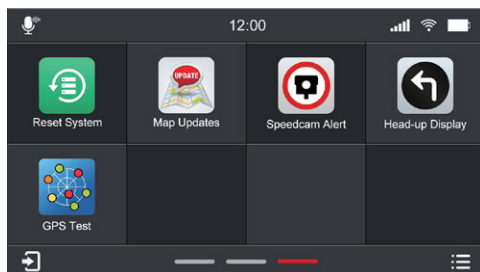 12:00
UPDATE
Reset System
Map Updates
Speedcam Alert
Head-up Display
GPS Test